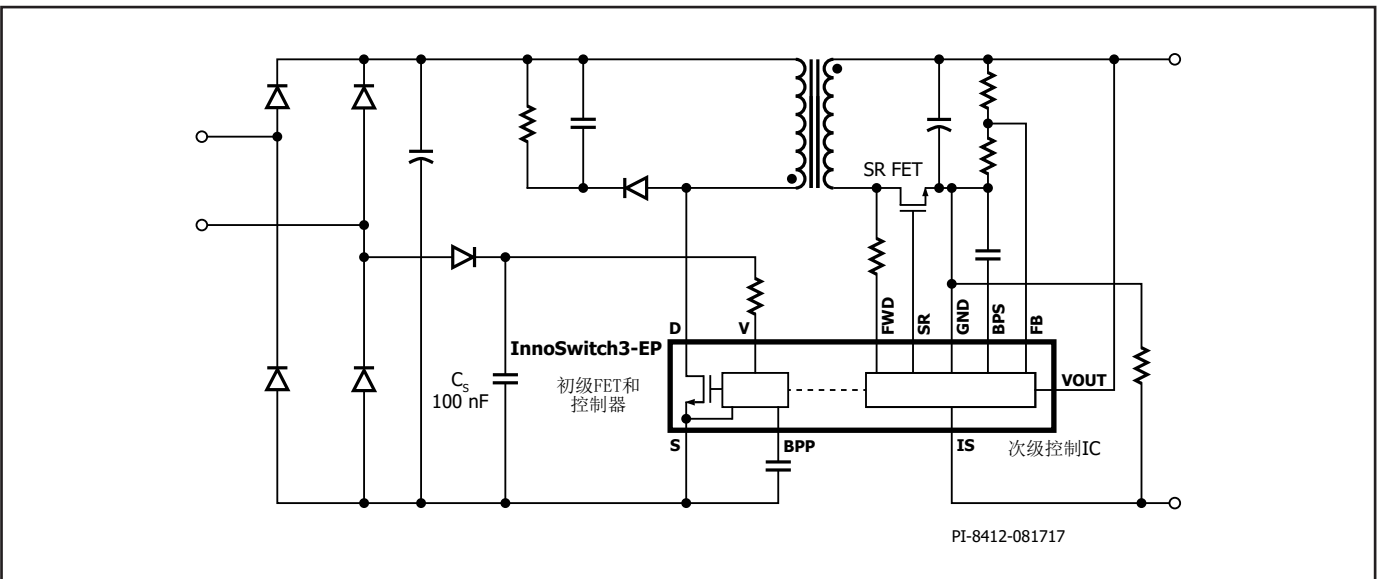 SR FET
FWD
SR
GND
BPS
FB
D
V
InnoSwitch3-EP
初级FET和
控制器
C_S
100 nF
VOUT
S
BPP
IS
次级控制IC
PI-8412-081717